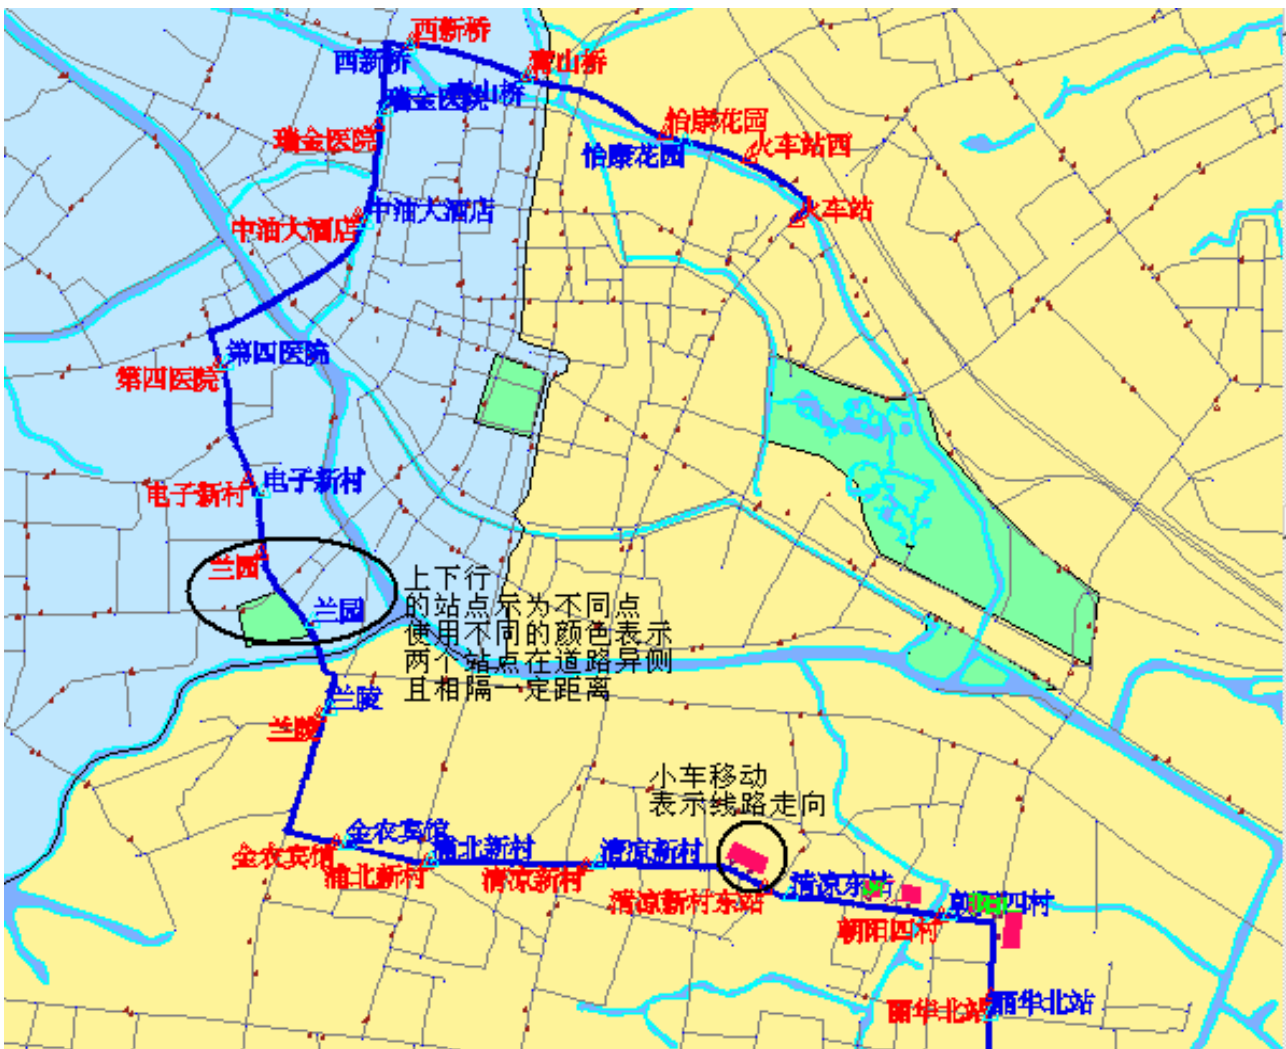 西新桥
西新桥
青山桥
青山桥
瑞金医院
瑞金医院
怡康花园
怡康花园
火车站西
火车站
中油大酒店
中油大酒店
第四医院
第四医院
电子新村
电子新村
兰园
兰园
上下行
的站点示为不同点
使用不同的颜色表示
两个站点在道路异侧
且相隔一定距离
兰陵
兰陵
小车移动
表示线路走向
金农宾馆
金农宾馆
浦北新村
浦北新村
清凉新村
清凉新村
清凉东站
清凉新村东站
朝阳四村
朝阳四村
丽华北站
丽华北站